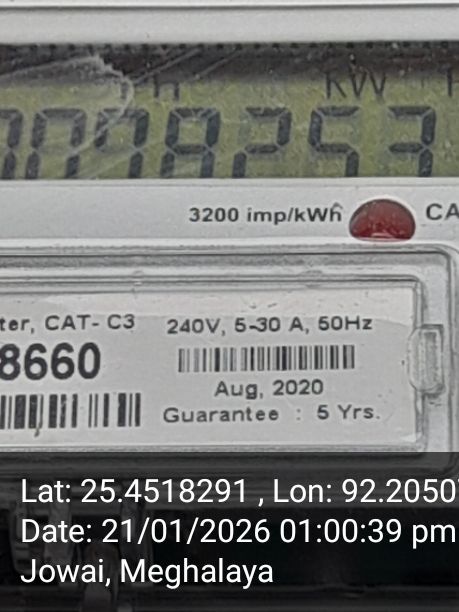 KW
3200 imp/kWh
CA
ter, CAT- C3
240V, 5-30 A, 50Hz
8660
Aug, 2020
Guarantee : 5 Yrs.
Lat: 25.4518291 , Lon: 92.2050
Date: 21/01/2026 01:00:39 pm
Jowai, Meghalaya